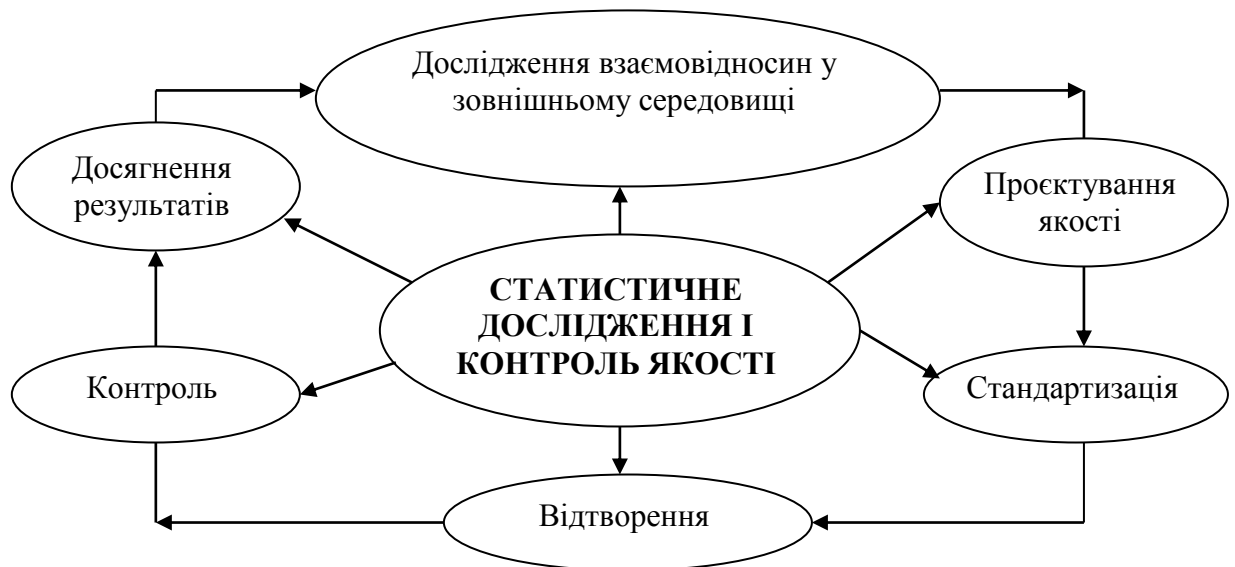 Дослідження взаємовідносин у
зовнішньому середовищі
Досягнення
результатів
Проєктування
якості
СТАТИСТИЧНЕ
ДОСЛІДЖЕННЯ І
КОНТРОЛЬ ЯКОСТІ
Контроль
Стандартизація
Відтворення